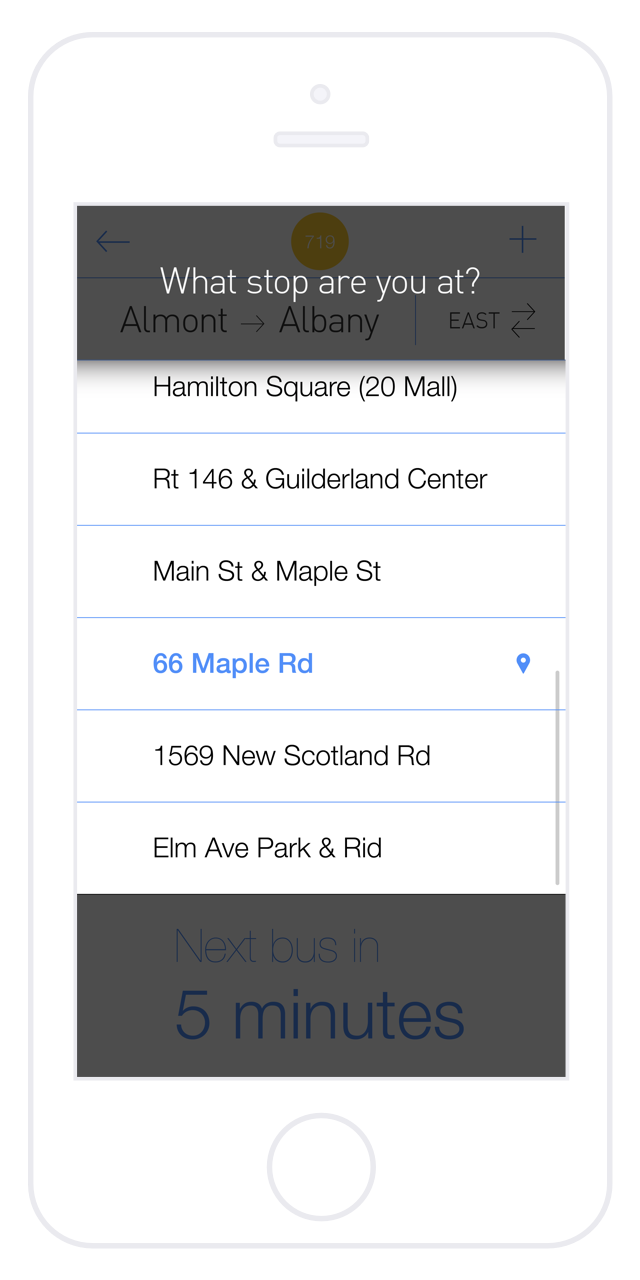 719
What stop are you at?
Almont → Albany EAST
Hamilton Square (20 Mall)
Rt 146 & Guilderland Center
Main St & Maple St
66 Maple Rd
1569 New Scotland Rd
Elm Ave Park & Rid
Next bus in
5 minutes